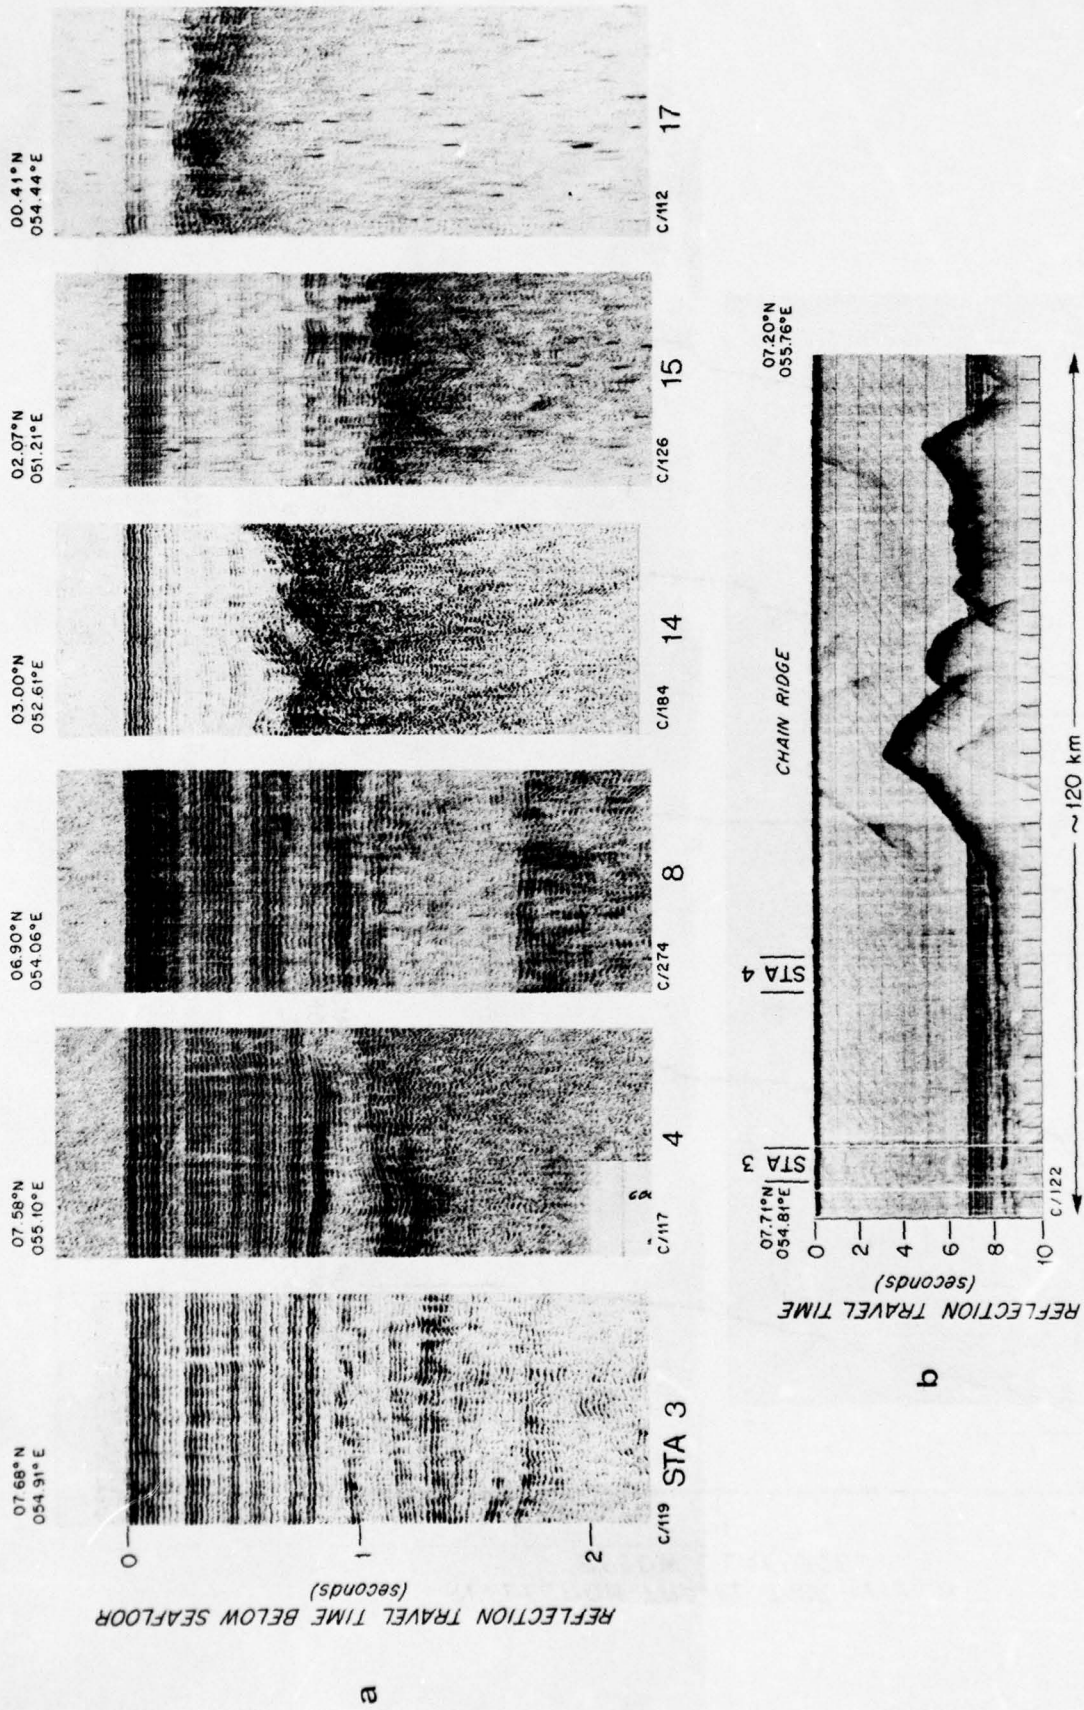 a
REFLECTION TRAVEL TIME BELOW SEAFLOOR
(seconds)
0
1
2
07.68°N
054.91°E
C/119
STA 3
07.58°N
055.10°E
C/117
4
06.90°N
054.06°E
C/274
8
03.00°N
052.61°E
C/184
14
02.07°N
051.21°E
C/126
15
00.41°N
054.44°E
C/112
17
b
REFLECTION TRAVEL TIME
(seconds)
0
2
4
6
8
10
07.71°N
054.81°E
STA 3
STA 4
CHAIN RIDGE
07.20°N
055.76°E
C/122
~120 km